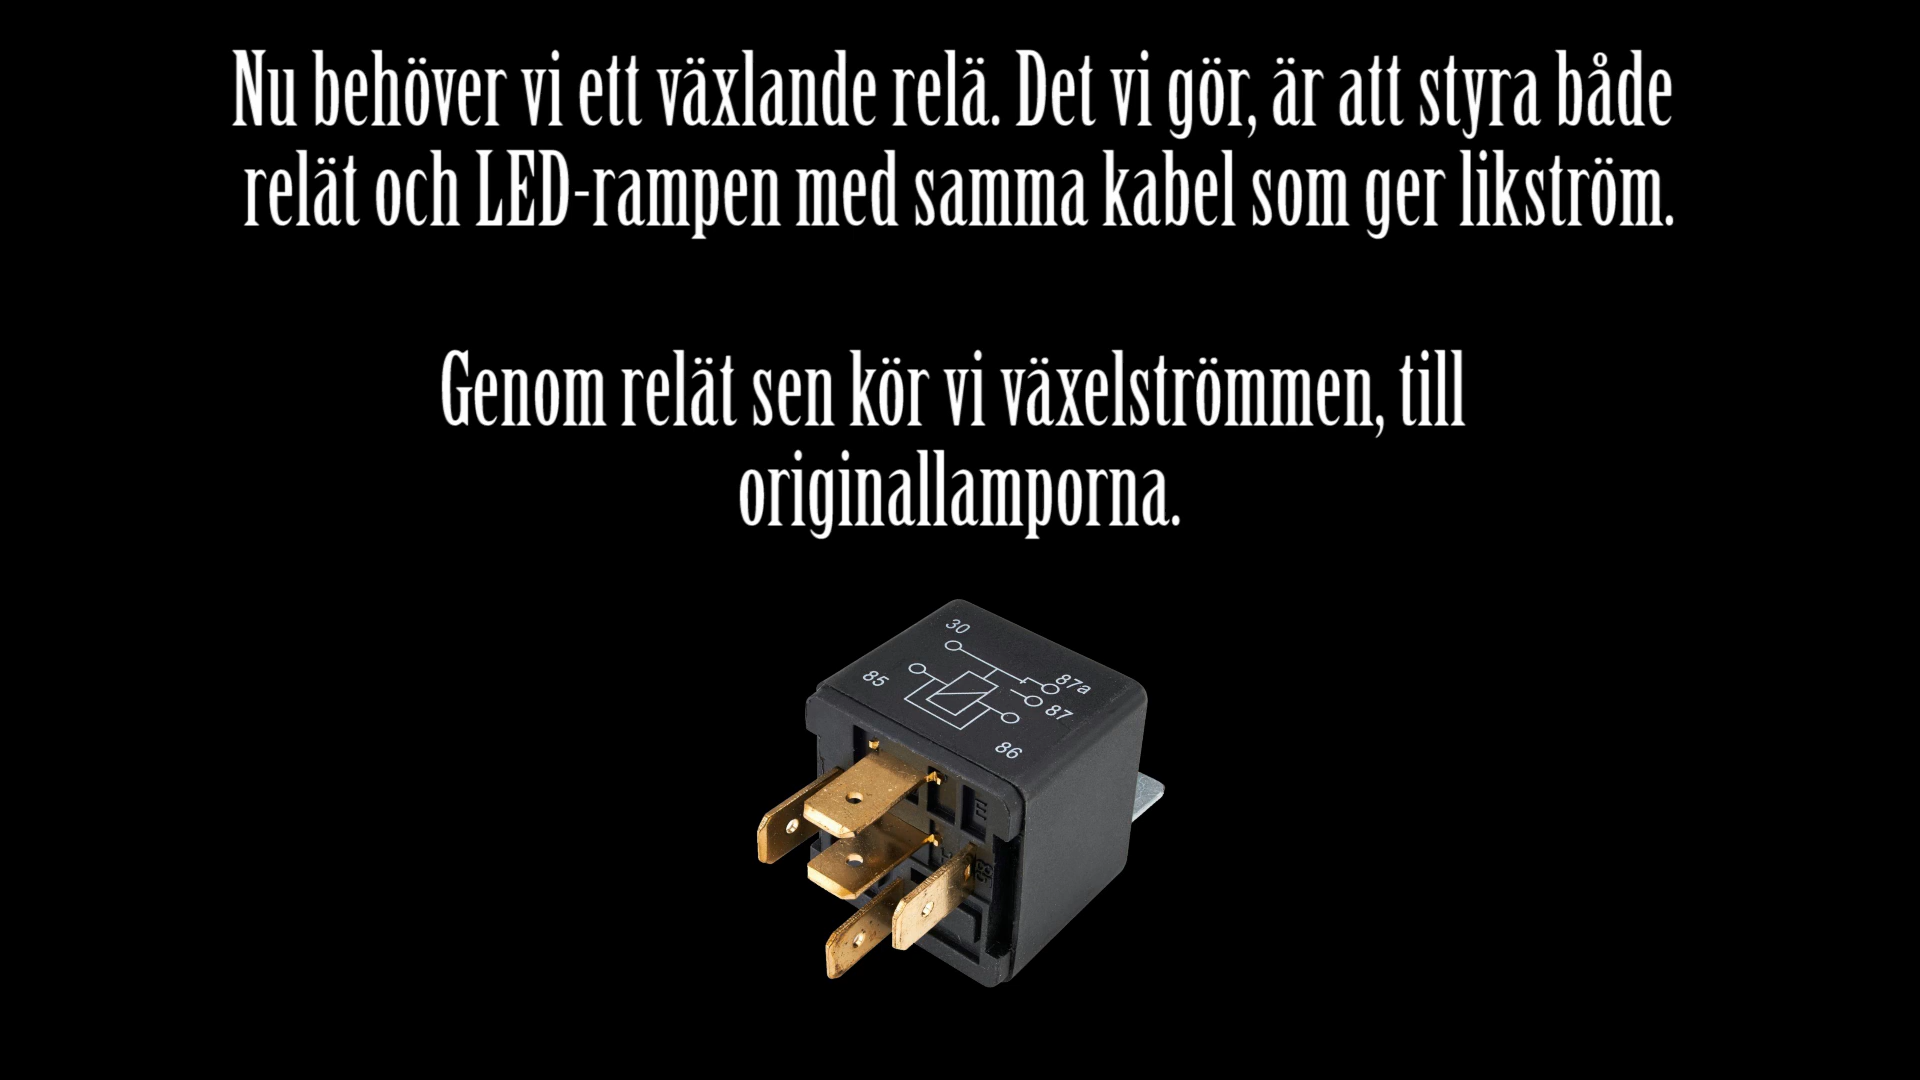 Nu behöver vi ett växlande relä. Det vi gör, är att styra både
relät och LED-rampen med samma kabel som ger likström.
Genom relät sen kör vi växelströmmen, till
originallamporna.
30
87a
85
87
86